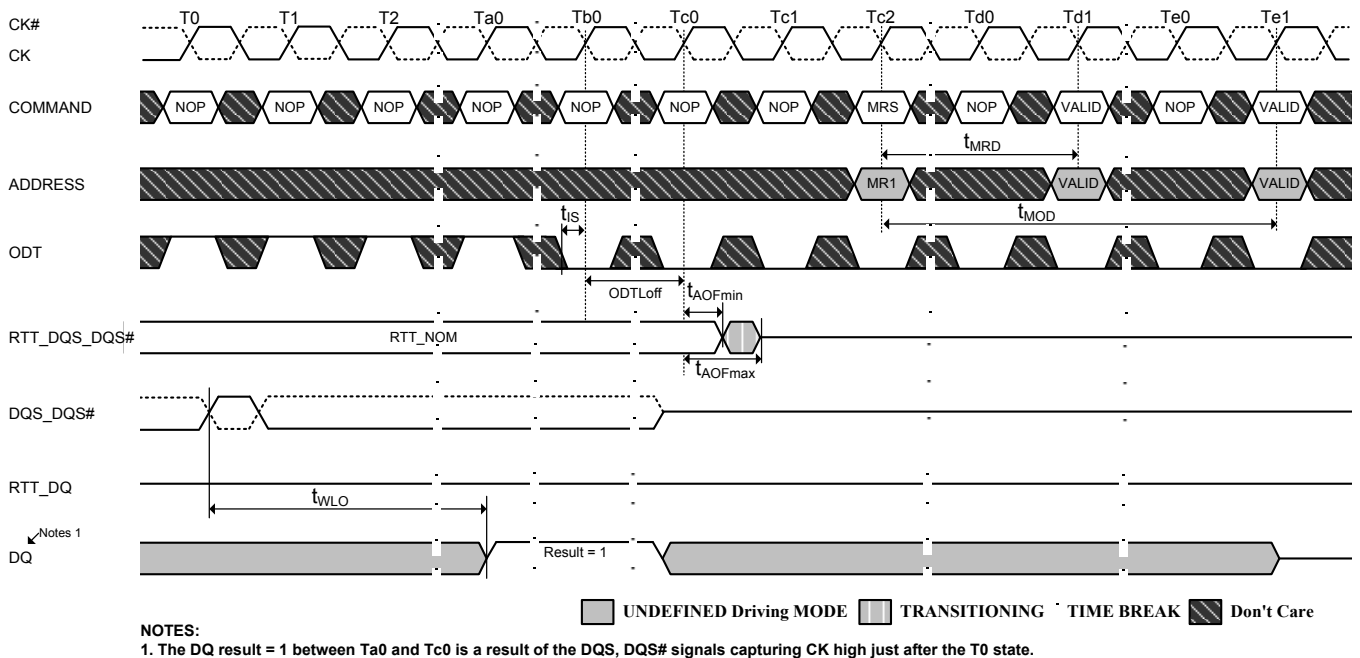 T0 T1 T2 Ta0 Tb0 Tc0 Tc1 Tc2 Td0 Td1 Te0 Te1
CK#
CK
COMMAND NOP NOP NOP NOP NOP NOP NOP MRS NOP VALID NOP VALID
tMRD
ADDRESS MR1 VALID VALID
tIS tMOD
ODT
ODTLoff tAOFmin
RTT_DQS_DQS# RTT_NOM
tAOFmax
DQS_DQS#
RTT_DQ
tWLO
Notes 1
DQ Result = 1
UNDEFINED Driving MODE TRANSITIONING TIME BREAK Don't Care
NOTES:
1. The DQ result = 1 between Ta0 and Tc0 is a result of the DQS, DQS# signals capturing CK high just after the T0 state.